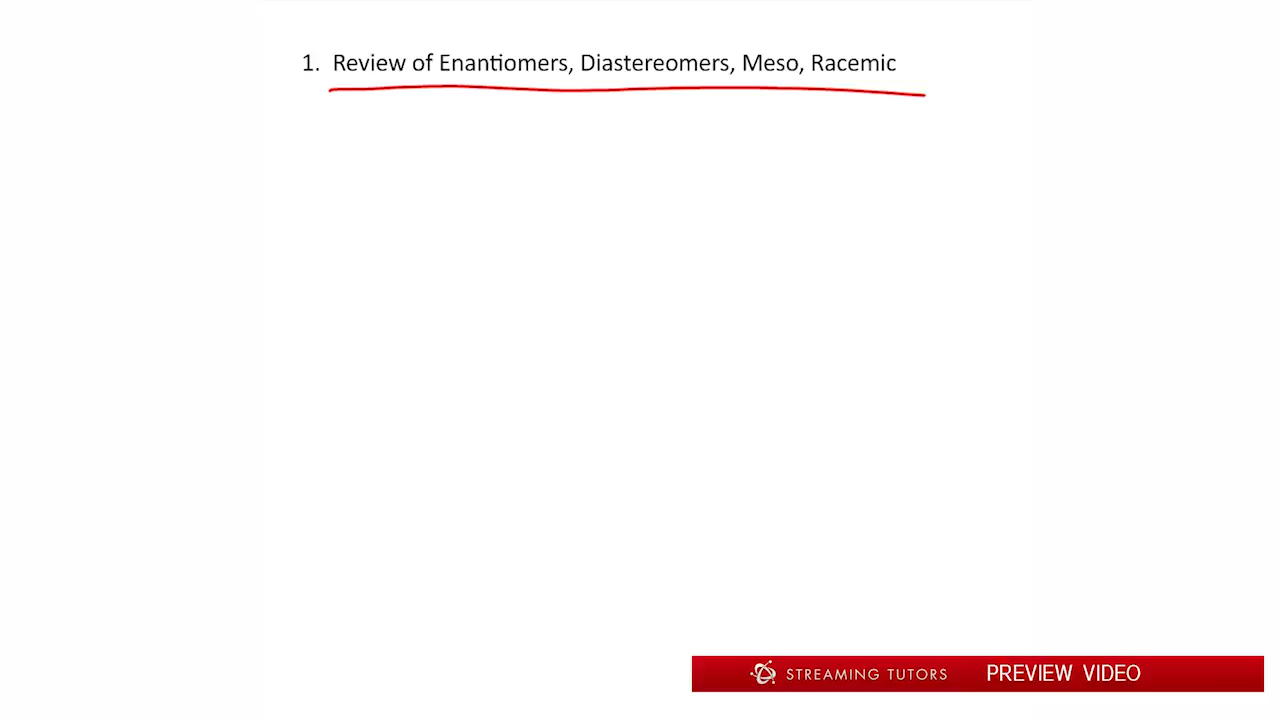 1. Review of Enantiomers, Diastereomers, Meso, Racemic
STREAMING TUTORS PREVIEW VIDEO